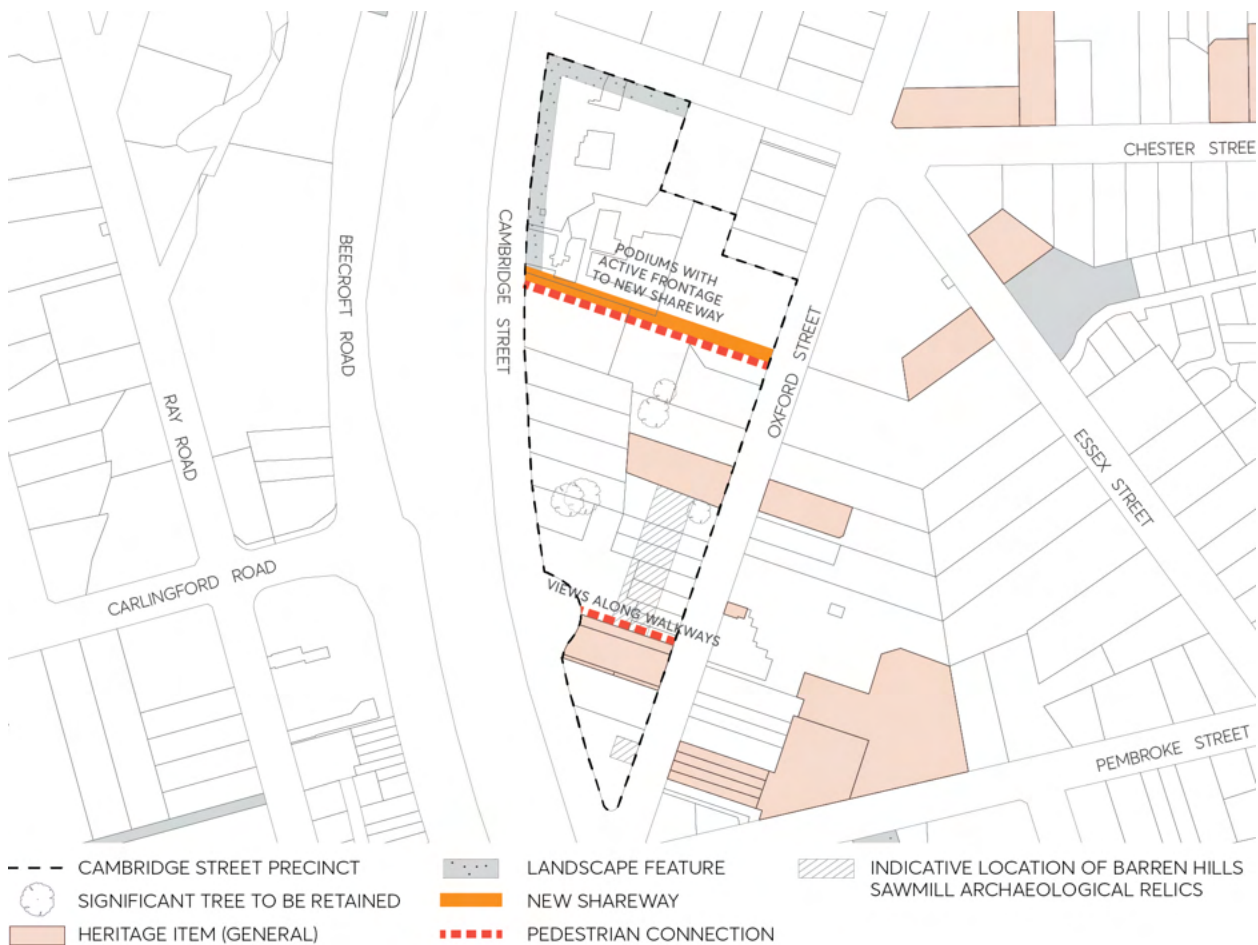 CHESTER STREE
CAMBRIDGE STREET
BEECROFT ROAD
PODIUMS WITH
ACTIVE FRONTAGE
TO NEW SHAREWAY
OXFORD STREET
RAY ROAD
ESSEX STREET
CARLINGFORD ROAD
VIEWS ALONG WALKWAYS
PEMBROKE STREET
CAMBRIDGE STREET PRECINCT
SIGNIFICANT TREE TO BE RETAINED
HERITAGE ITEM (GENERAL)
LANDSCAPE FEATURE
NEW SHAREWAY
PEDESTRIAN CONNECTION
INDICATIVE LOCATION OF BARREN HILLS
SAWMILL ARCHAEOLOGICAL RELICS